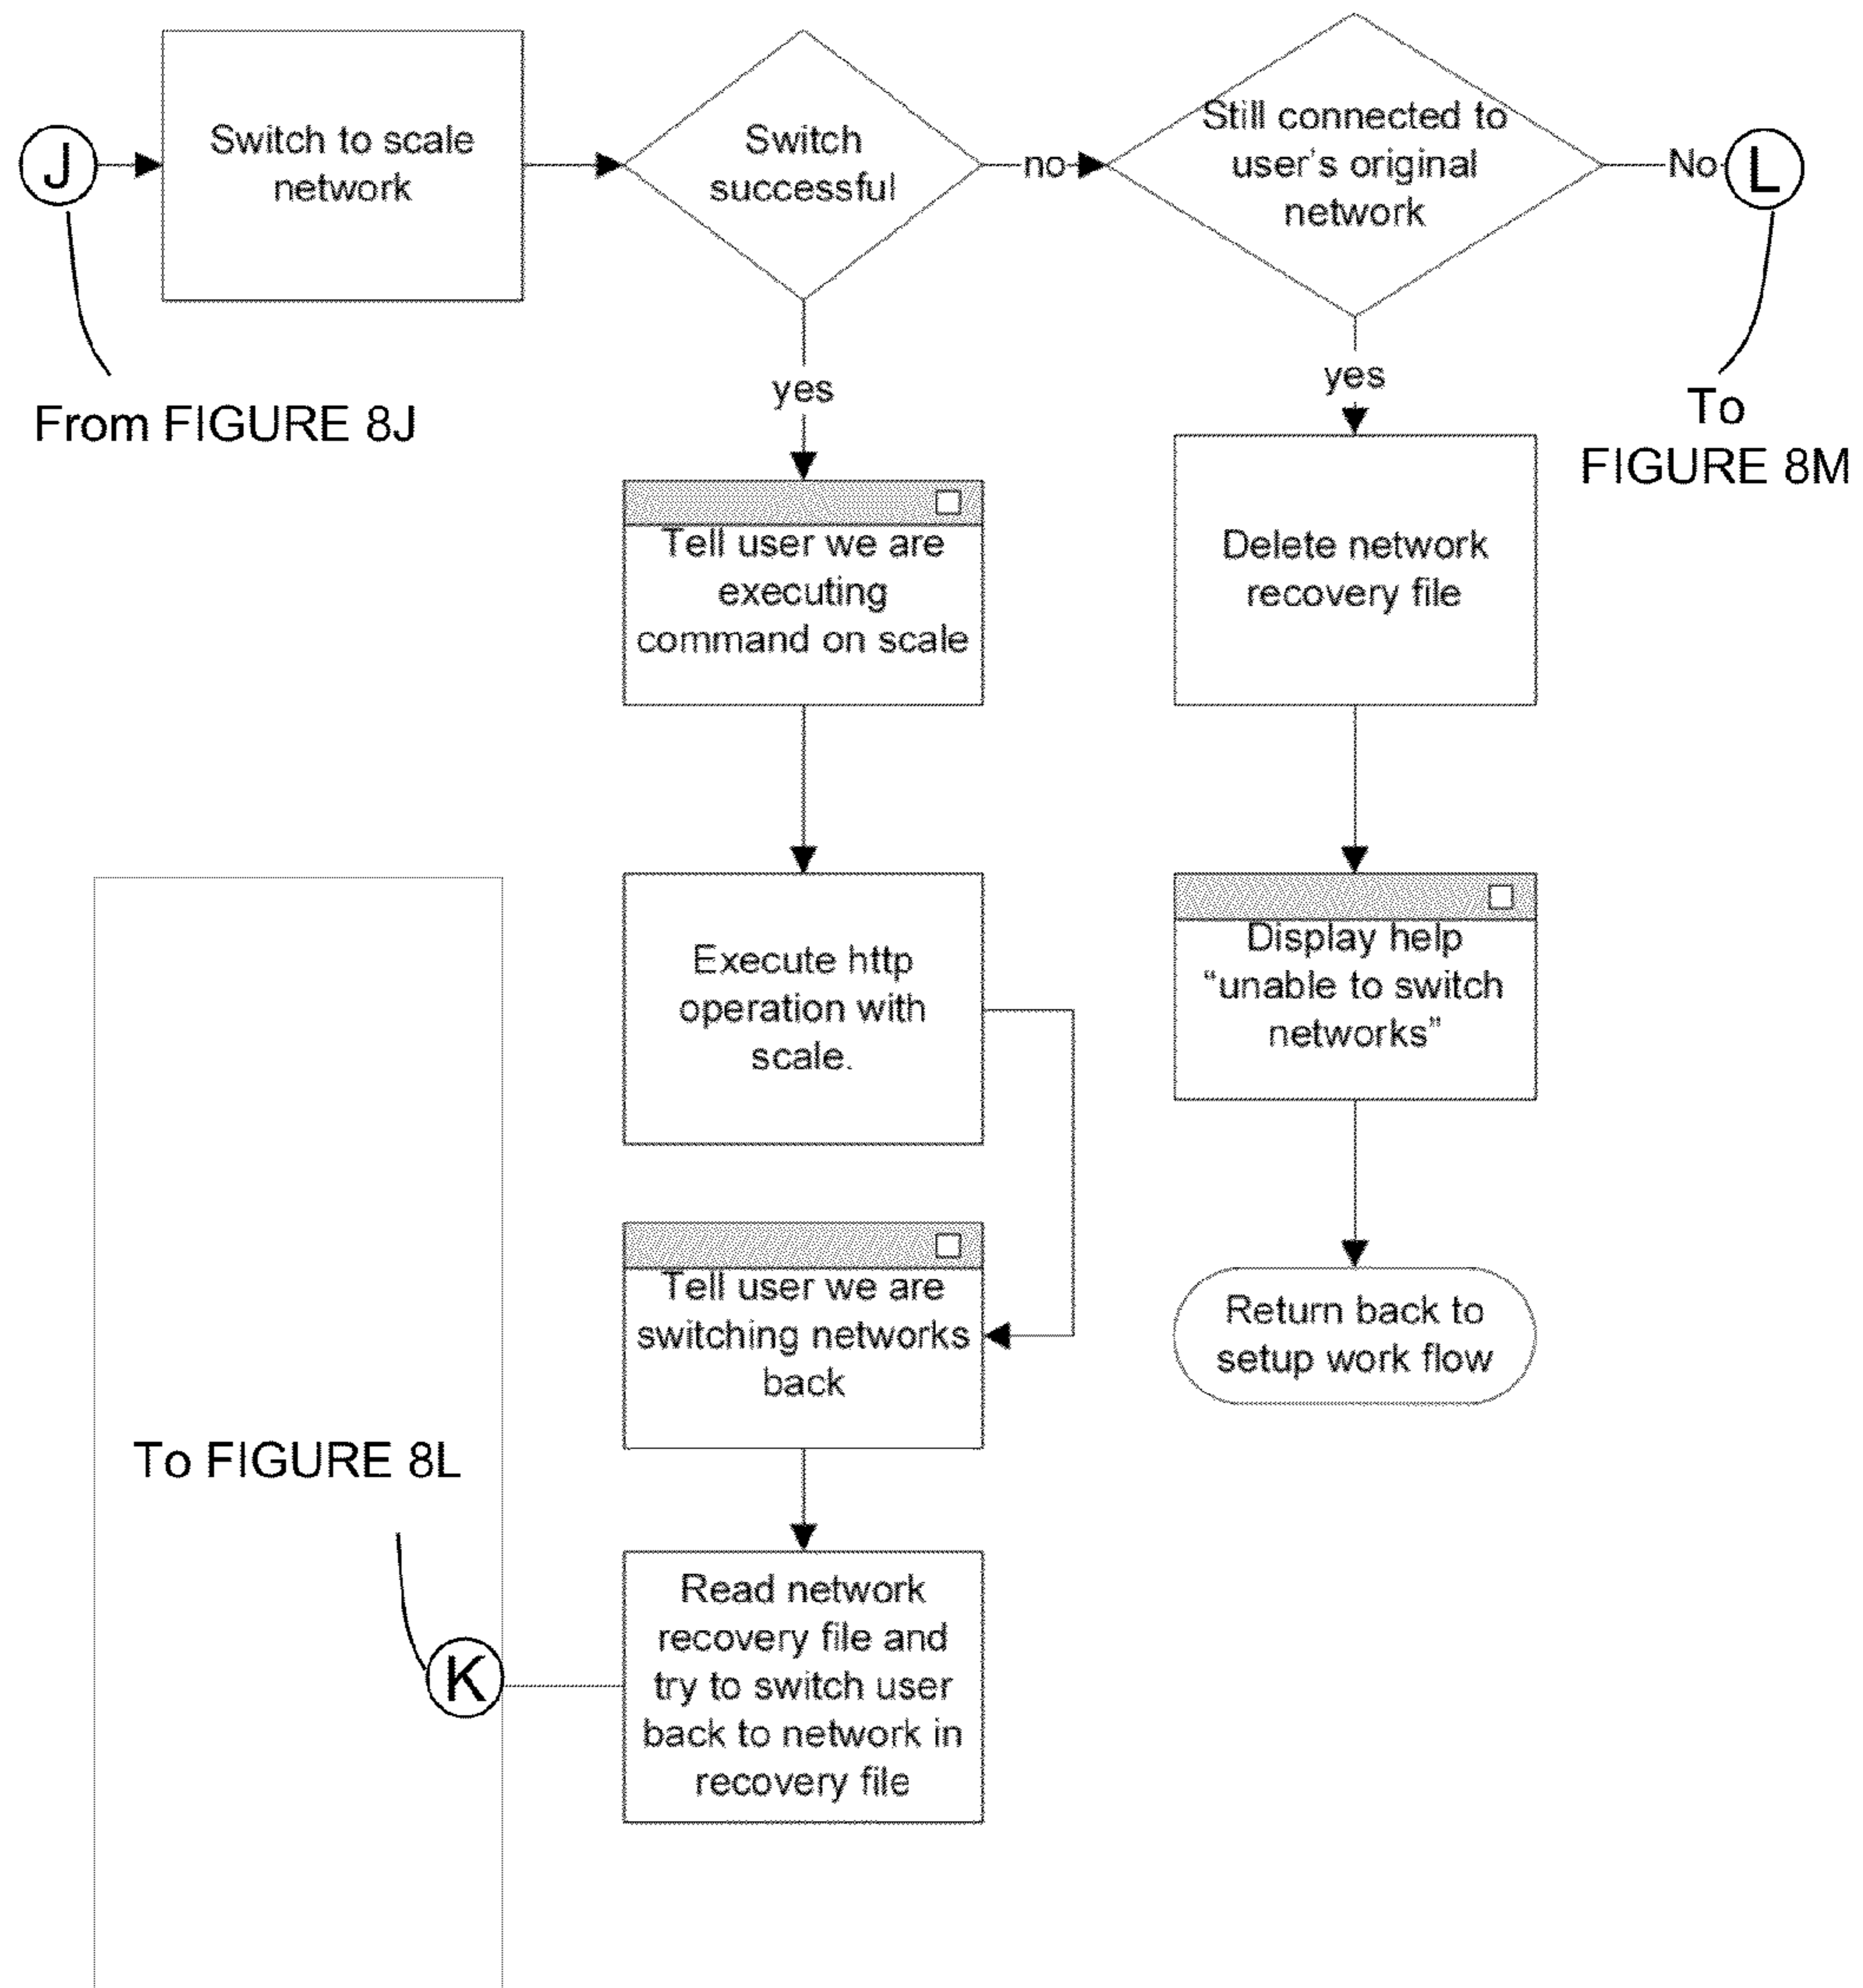 J
Switch to scale
network
Switch
successful
no
Still connected to
user's original
network
No
L
From FIGURE 8J
yes
yes
To
FIGURE 8M
Tell user we are
executing
command on scale
Delete network
recovery file
Execute http
operation with
scale.
Display help
“unable to switch
networks”
Tell user we are
switching networks
back
Return back to
setup work flow
To FIGURE 8L
K
Read network
recovery file and
try to switch user
back to network in
recovery file